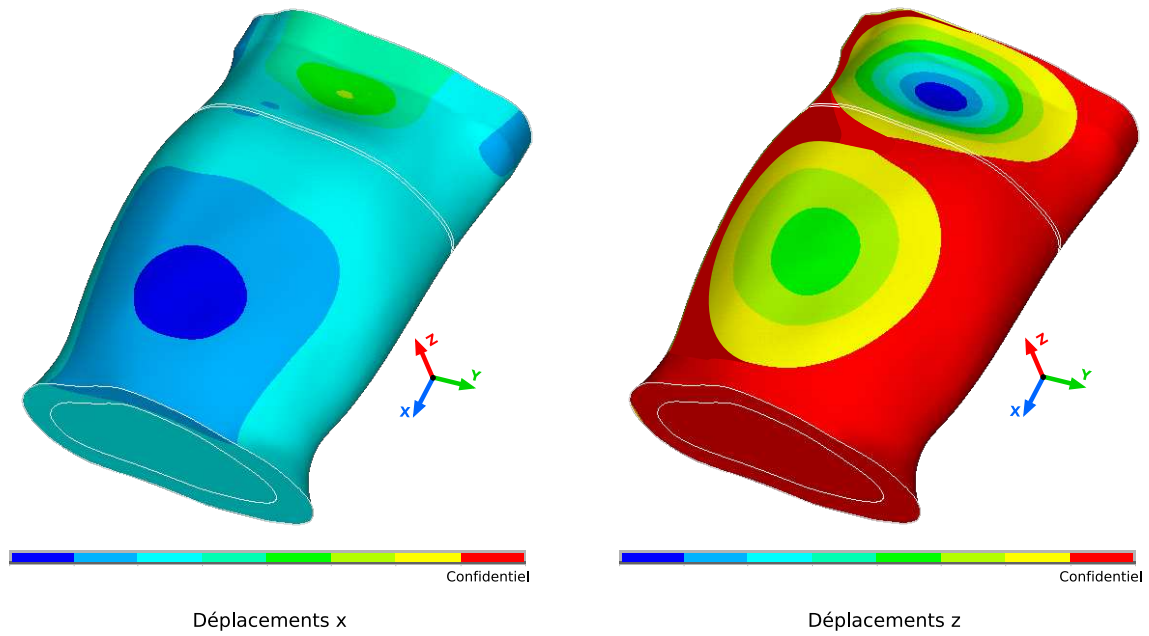 Z
Y
X
Z
Y
X
Confidentiel
Confidentiel
Déplacements x
Déplacements z